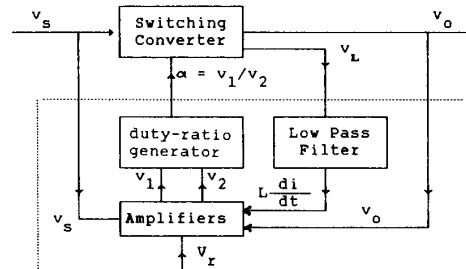 v_s
Switching
Converter
v_o
v_L
α = v_1/v_2
duty-ratio
generator
Low Pass
Filter
v_1
v_2
L di/dt
v_s
Amplifiers
v_o
V_r